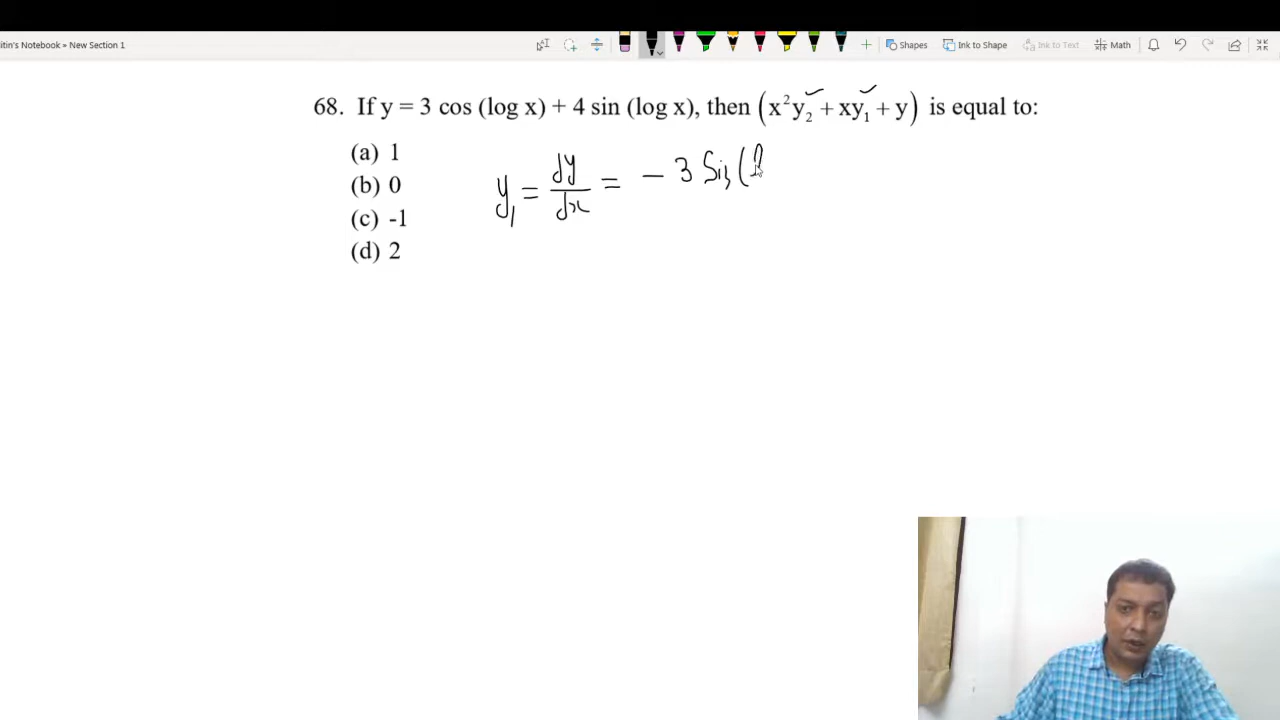 itin's Notebook » New Section 1
Shapes Ink to Shape Ink to Text Math
68. If y = 3 cos (log x) + 4 sin (log x), then (x²y₂ + xy₁ + y) is equal to:
(a) 1
(b) 0
(c) -1
(d) 2
y₁ = dy/dx = - 3 Sin (l